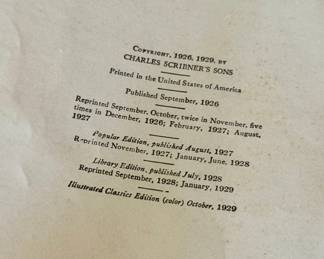 Copyright, 1926, 1929, by
CHARLES SCRIBNER'S SONS
Printed in the United States of America
Published September, 1926
Reprinted September, October, twice in November, five
times in December, 1926; February, 1927; August,
1927
Popular Edition, published August, 1927
Reprinted November, 1927; January, June, 1928
Library Edition, published July, 1928
Reprinted September, 1928; January, 1929
Illustrated Classics Edition (color) October, 1929